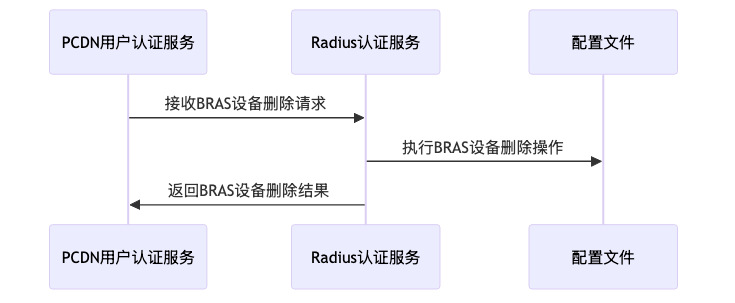 PCDN用户认证服务
Radius认证服务
配置文件
接收BRAS设备删除请求
执行BRAS设备删除操作
返回BRAS设备删除结果
PCDN用户认证服务
Radius认证服务
配置文件